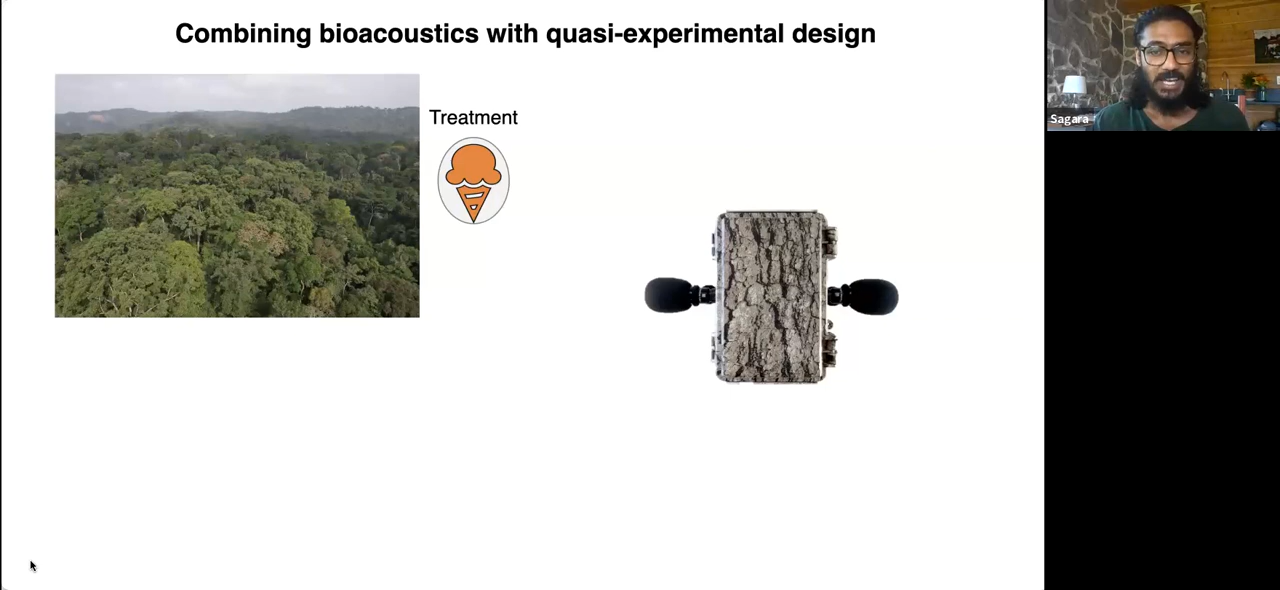 Combining bioacoustics with quasi-experimental design
Treatment
Sagara